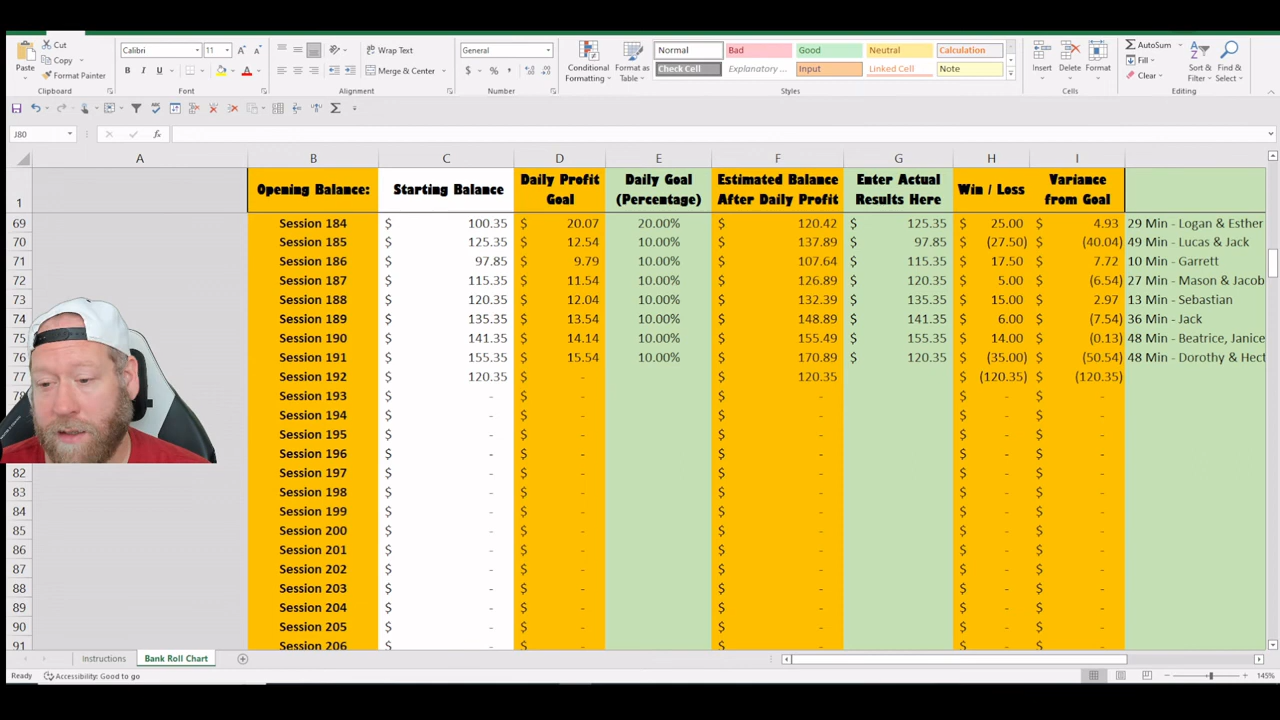 Cut
Copy
Format Painter
Paste
Clipboard
Calibri 11
B I U A
Font
Wrap Text
Merge & Center
Alignment
General
$ % ,
Number
Conditional Formatting
Format as Table
Normal Bad Good Neutral Calculation
Check Cell Explanatory ... Input Linked Cell Note
Styles
Insert Delete Format
Cells
AutoSum
Fill
Clear
Sort & Filter
Find & Select
Editing
J80 fx
A B C D E F G H I
1 Opening Balance: Starting Balance Daily Profit Goal Daily Goal (Percentage) Estimated Balance After Daily Profit Enter Actual Results Here Win / Loss Variance from Goal
69 Session 184 $ 100.35 $ 20.07 20.00% $ 120.42 $ 125.35 $ 25.00 $ 4.93 29 Min - Logan & Esther
70 Session 185 $ 125.35 $ 12.54 10.00% $ 137.89 $ 97.85 $ (27.50) $ (40.04) 49 Min - Lucas & Jack
71 Session 186 $ 97.85 $ 9.79 10.00% $ 107.64 $ 115.35 $ 17.50 $ 7.72 10 Min - Garrett
72 Session 187 $ 115.35 $ 11.54 10.00% $ 126.89 $ 120.35 $ 5.00 $ (6.54) 27 Min - Mason & Jacob
73 Session 188 $ 120.35 $ 12.04 10.00% $ 132.39 $ 135.35 $ 15.00 $ 2.97 13 Min - Sebastian
74 Session 189 $ 135.35 $ 13.54 10.00% $ 148.89 $ 141.35 $ 6.00 $ (7.54) 36 Min - Jack
75 Session 190 $ 141.35 $ 14.14 10.00% $ 155.49 $ 155.35 $ 14.00 $ (0.13) 48 Min - Beatrice, Janice
76 Session 191 $ 155.35 $ 15.54 10.00% $ 170.89 $ 120.35 $ (35.00) $ (50.54) 48 Min - Dorothy & Hect
77 Session 192 $ 120.35 $ - $ 120.35 $ (120.35) $ (120.35)
78 Session 193 $ - $ - $ - $ - $ -
Session 194 $ - $ - $ - $ - $ -
Session 195 $ - $ - $ - $ - $ -
Session 196 $ - $ - $ - $ - $ -
82 Session 197 $ - $ - $ - $ - $ -
83 Session 198 $ - $ - $ - $ - $ -
84 Session 199 $ - $ - $ - $ - $ -
85 Session 200 $ - $ - $ - $ - $ -
86 Session 201 $ - $ - $ - $ - $ -
87 Session 202 $ - $ - $ - $ - $ -
88 Session 203 $ - $ - $ - $ - $ -
89 Session 204 $ - $ - $ - $ - $ -
90 Session 205 $ - $ - $ - $ - $ -
91 Session 206 $ - $ - $ - $ - $ -
Instructions Bank Roll Chart
Ready Accessibility: Good to go 145%